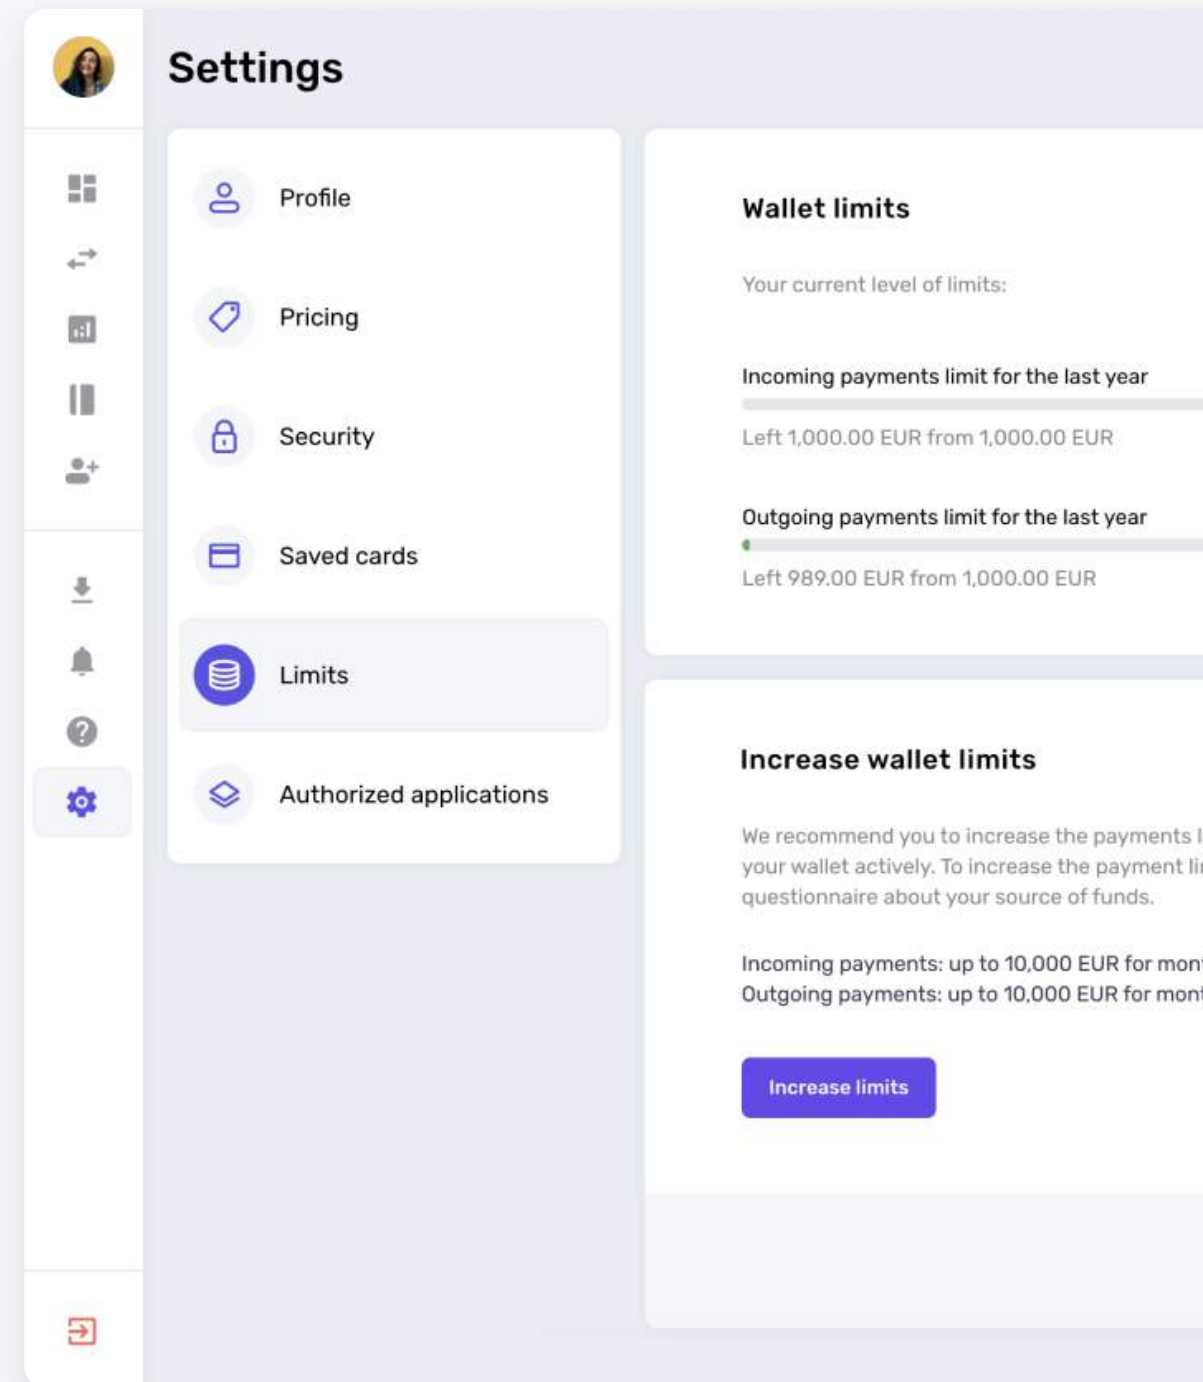 Settings
Profile
Pricing
Security
Saved cards
Limits
Authorized applications
Wallet limits
Your current level of limits:
Incoming payments limit for the last year
Left 1,000.00 EUR from 1,000.00 EUR
Outgoing payments limit for the last year
Left 989.00 EUR from 1,000.00 EUR
Increase wallet limits
We recommend you to increase the payments
your wallet actively. To increase the payment
questionnaire about your source of funds.
Incoming payments: up to 10,000 EUR for
Outgoing payments: up to 10,000 EUR for
Increase limits